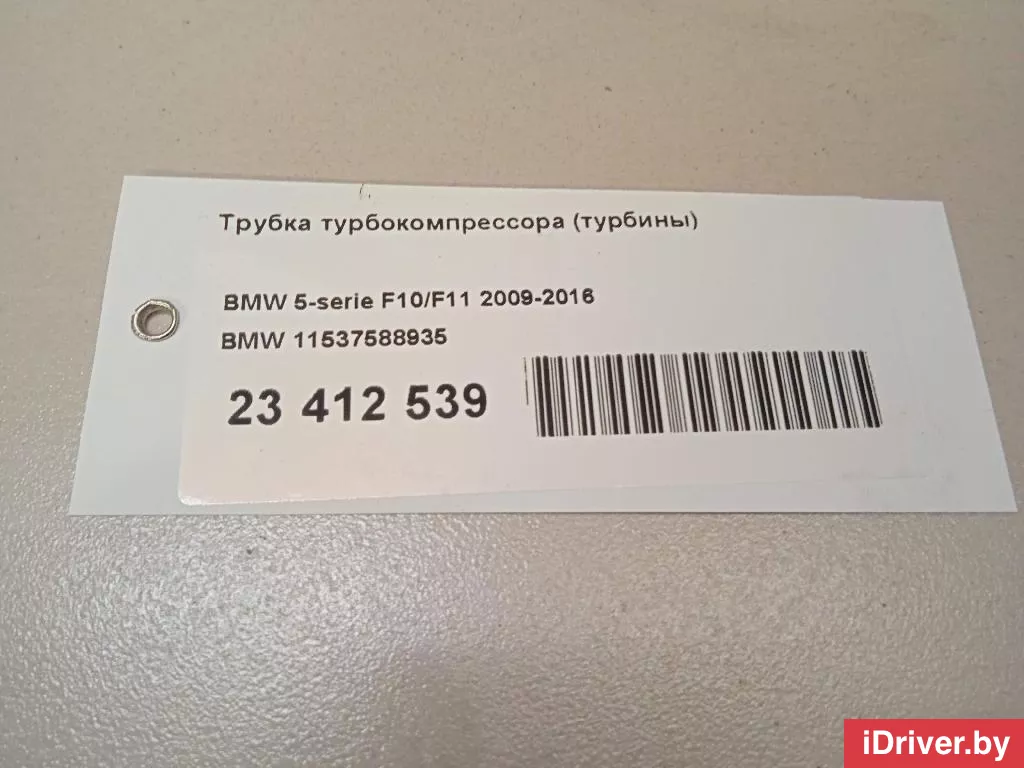 Трубка турбокомпрессора (турбины)
BMW 5-serie F10/F11 2009-2016
BMW 11537588935
23 412 539
iDriver.by